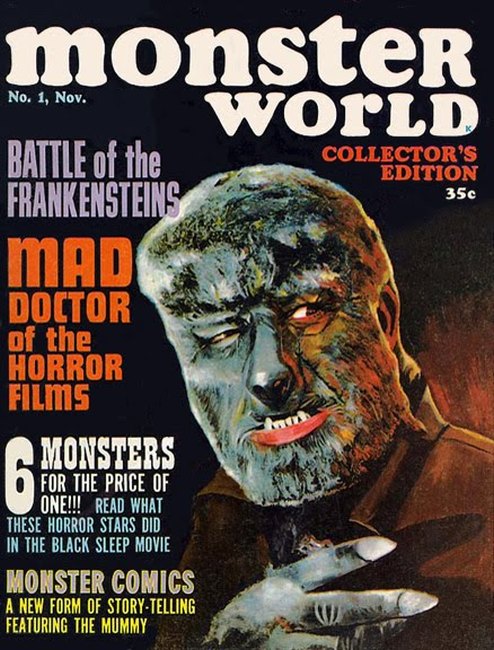 monsteR
woRLD
No. 1, Nov.
K
COLLECTOR'S
EDITION
35c
BATTLE of the
FRANKENSTEINS
MAD
DOCTOR
of the
HORROR
FILMS
6 MONSTERS
FOR THE PRICE OF
ONE!!! READ WHAT
THESE HORROR STARS DID
IN THE BLACK SLEEP MOVIE
MONSTER COMICS
A NEW FORM OF STORY-TELLING
FEATURING THE MUMMY